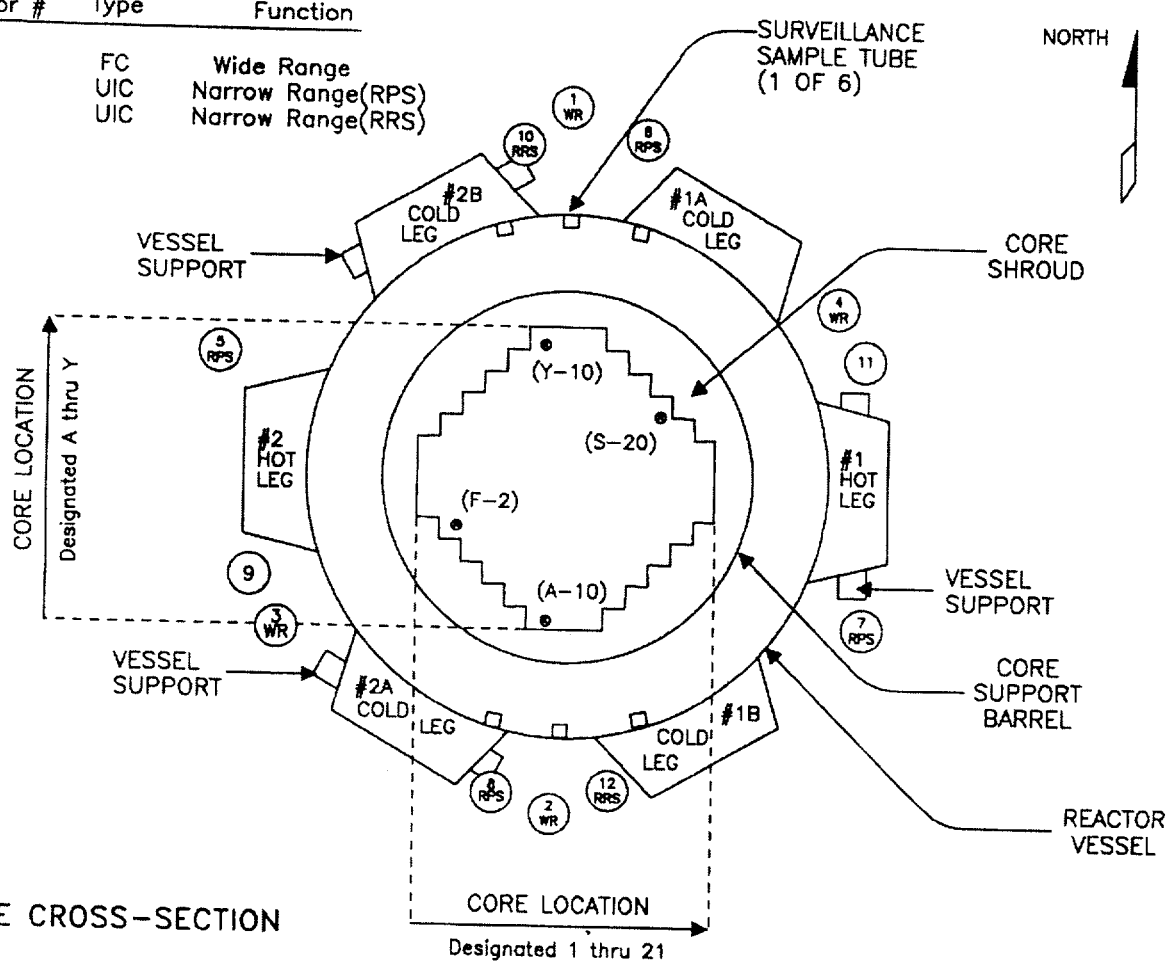 or # Type Function
FC Wide Range
UIC Narrow Range(RPS)
UIC Narrow Range(RRS)
SURVEILLANCE
SAMPLE TUBE
(1 OF 6)
NORTH
1
WR
10
RRS
8
RPS
#2B
COLD
LEG
#1A
COLD
LEG
VESSEL
SUPPORT
CORE
SHROUD
4
WR
5
RPS
11
(Y-10)
(S-20)
CORE LOCATION
Designated A thru Y
#2
HOT
LEG
#1
HOT
LEG
(F-2)
9
(A-10)
3
WR
VESSEL
SUPPORT
7
RPS
VESSEL
SUPPORT
#2A
COLD LEG
#1B
COLD
LEG
CORE
SUPPORT
BARREL
8
RPS
2
WR
12
RRS
REACTOR
VESSEL
CORE LOCATION
Designated 1 thru 21
E CROSS-SECTION